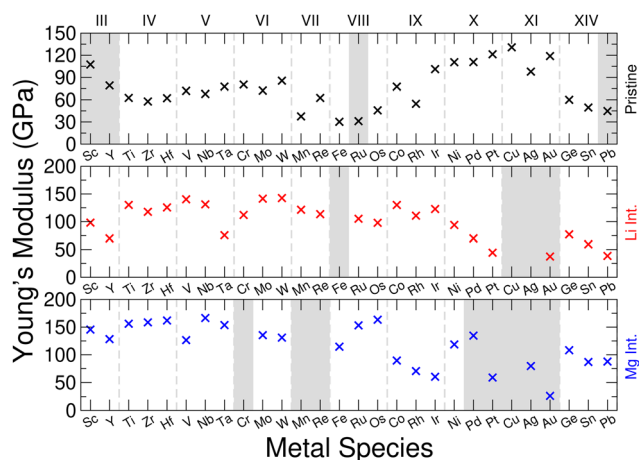 III IV V VI VII VIII IX X XI XIV
150
120
90
60
30
0
Pristine
Sc Y Ti Zr Hf V Nb Ta Cr Mo W Mn Re Fe Ru Os Co Rh Ir Ni Pd Pt Cu Ag Au Ge Sn Pb
200
150
100
50
0
Li Int.
Sc Y Ti Zr Hf V Nb Ta Cr Mo W Mn Re Fe Ru Os Co Rh Ir Ni Pd Pt Cu Ag Au Ge Sn Pb
200
150
100
50
0
Mg Int.
Sc Y Ti Zr Hf V Nb Ta Cr Mo W Mn Re Fe Ru Os Co Rh Ir Ni Pd Pt Cu Ag Au Ge Sn Pb
Young's Modulus (GPa)
Metal Species